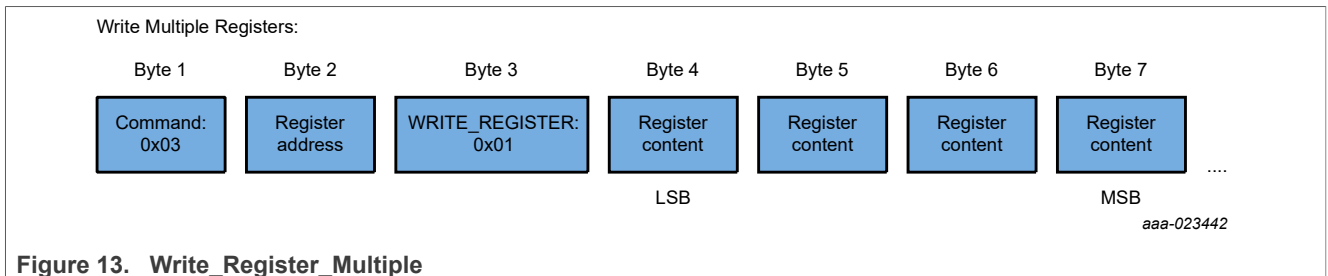 Write Multiple Registers:
Byte 1 Byte 2 Byte 3 Byte 4 Byte 5 Byte 6 Byte 7
Command: Register WRITE_REGISTER: Register Register Register Register
0x03 address 0x01 content content content content
....
LSB MSB
aaa-023442
Figure 13. Write_Register_Multiple